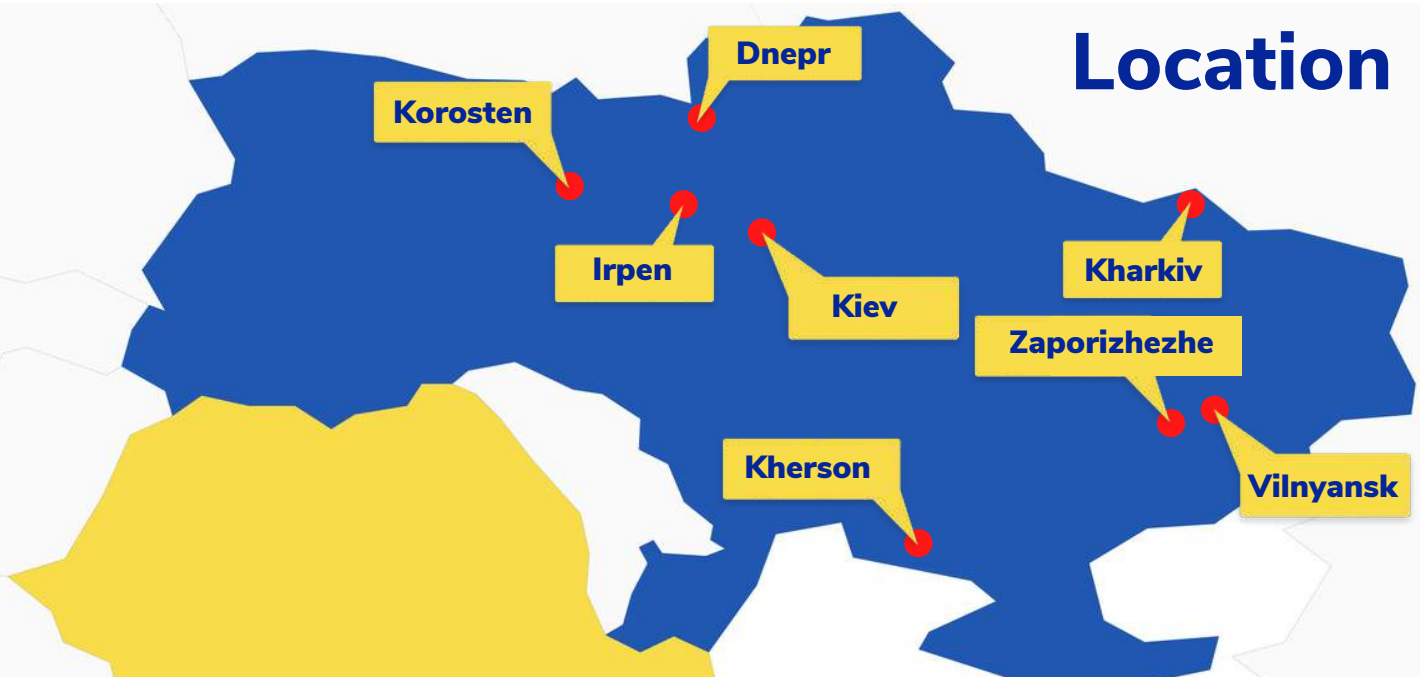 Location
Dnepr
Korosten
Irpen
Kiev
Kharkiv
Zaporizhezhe
Kherson
Vilnyansk